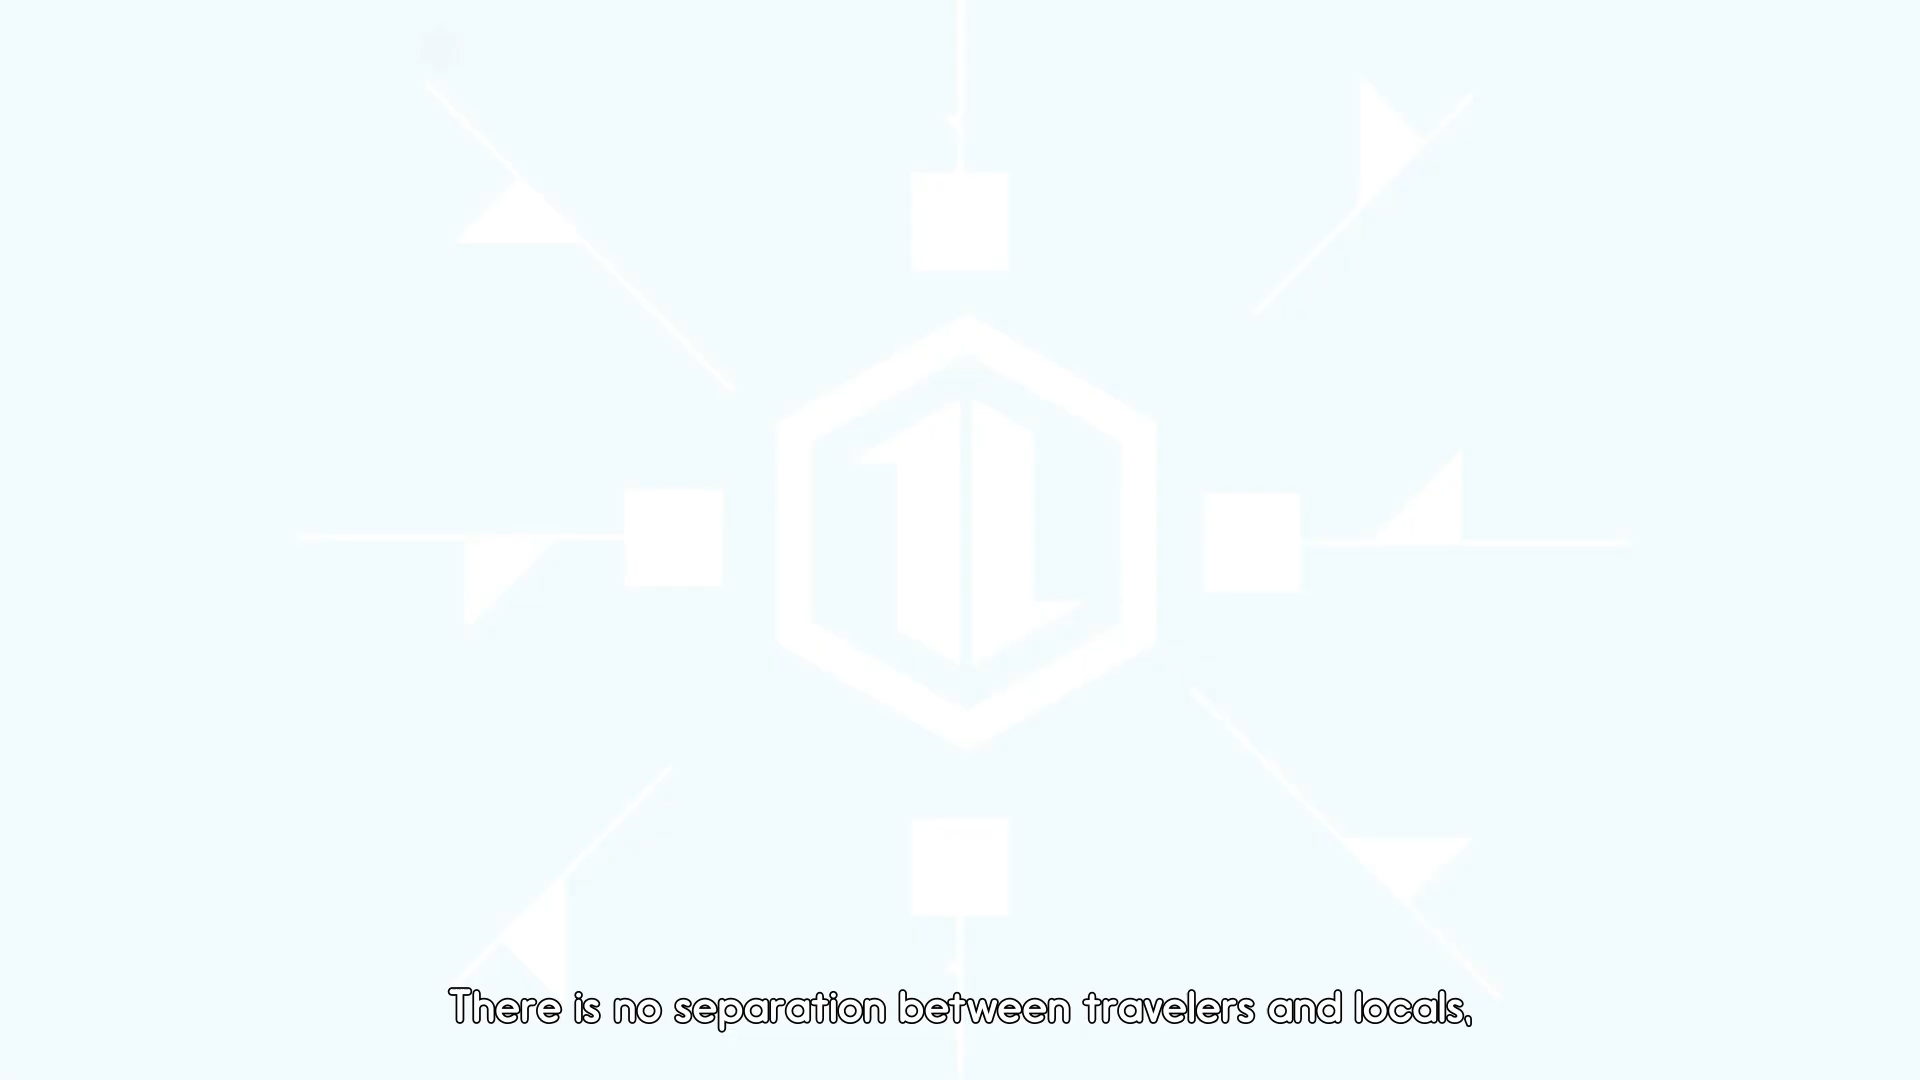 There is no separation between travelers and locals,